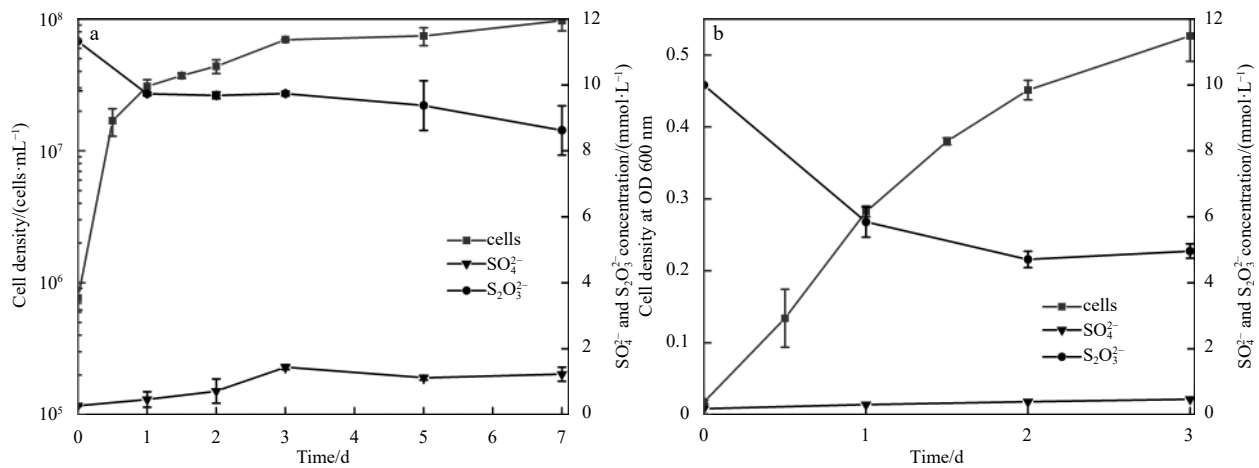 a
10⁸
10⁷
10⁶
10⁵
Cell density/(cells·mL⁻¹)
12
10
8
6
4
2
0
SO₄²⁻ and S₂O₃²⁻ concentration/(mmol·L⁻¹)
cells
SO₄²⁻
S₂O₃²⁻
0 1 2 3 5 7
Time/d
b
0.5
0.4
0.3
0.2
0.1
0
Cell density at OD 600 nm
12
10
8
6
4
2
0
SO₄²⁻ and S₂O₃²⁻ concentration/(mmol·L⁻¹)
cells
SO₄²⁻
S₂O₃²⁻
0 1 2 3
Time/d